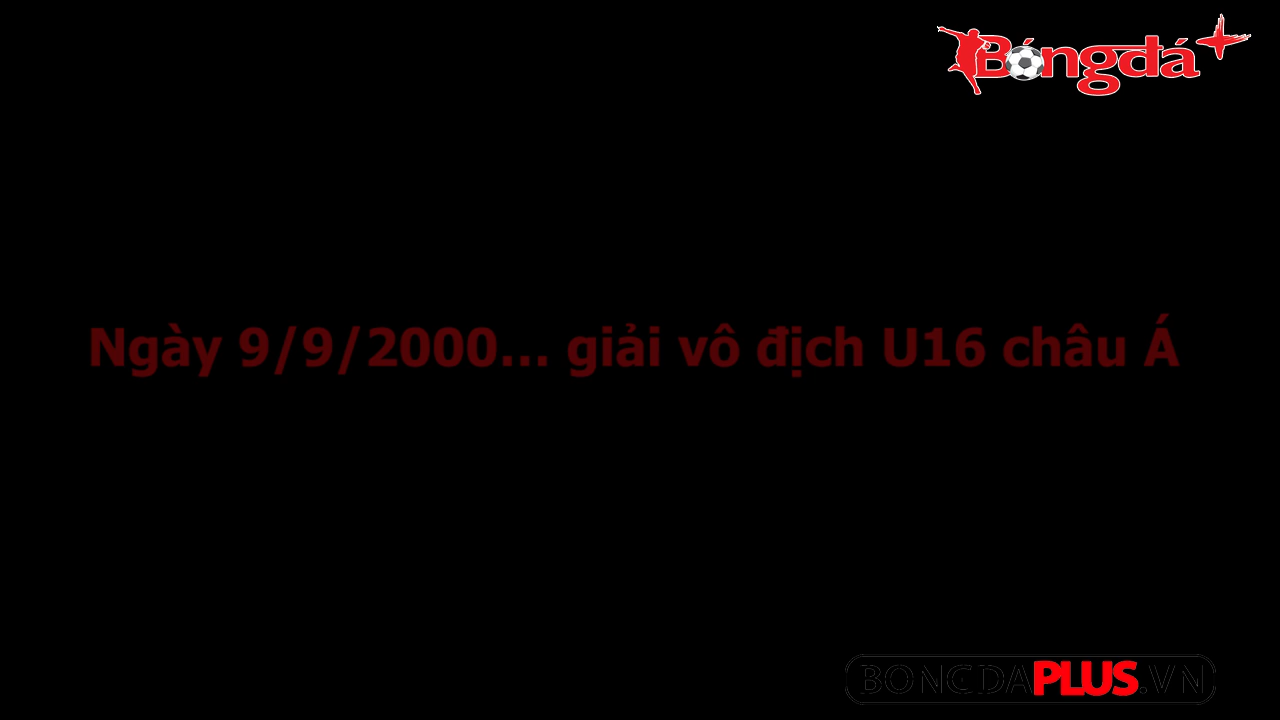 Bóngđá+
Ngày 9/9/2000... giải vô địch U16 châu Á
BONGDAPLUS.VN